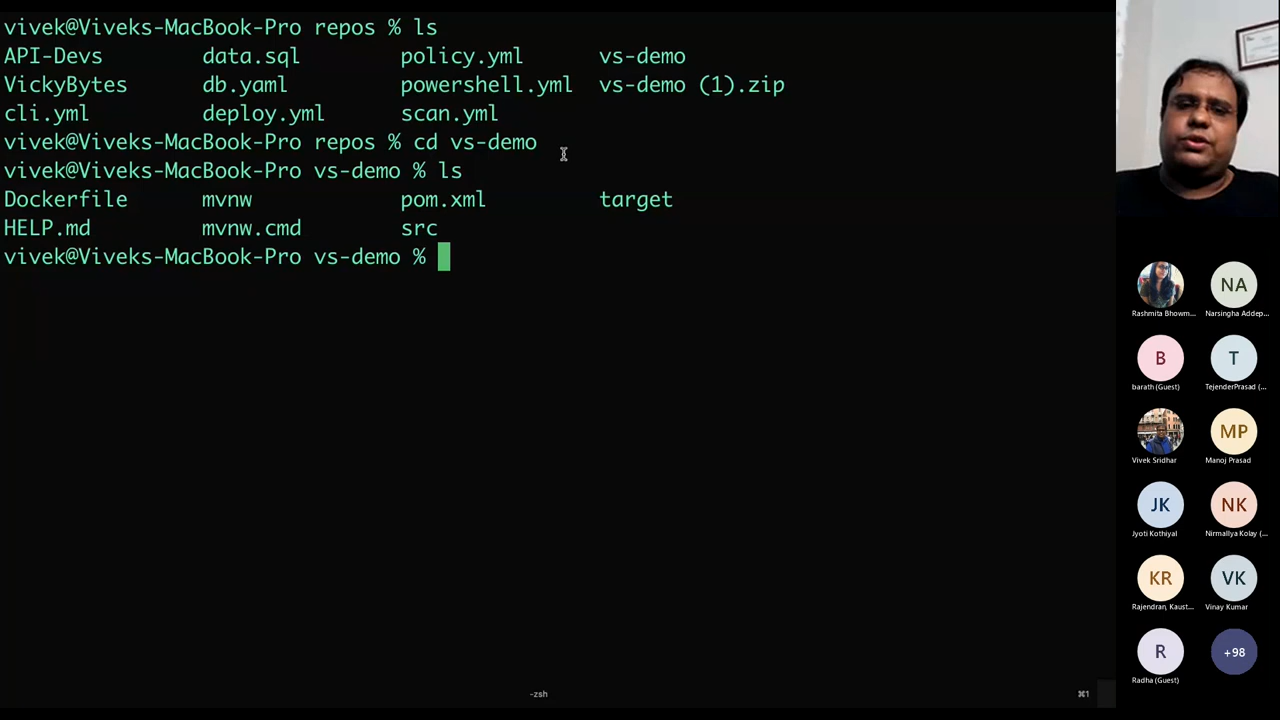 vivek@Viveks-MacBook-Pro repos % ls
API-Devs data.sql policy.yml vs-demo
VickyBytes db.yaml powershell.yml vs-demo (1).zip
cli.yml deploy.yml scan.yml
vivek@Viveks-MacBook-Pro repos % cd vs-demo
vivek@Viveks-MacBook-Pro vs-demo % ls
Dockerfile mvnw pom.xml target
HELP.md mvnw.cmd src
vivek@Viveks-MacBook-Pro vs-demo %
-zsh
⌘1
NA
Rashmita Bhowm... Narsingha Addep...
B T
barath (Guest) TejenderPrasad (...
MP
Vivek Sridhar Manoj Prasad
JK NK
Jyoti Kothiyal Nirmallya Kolay (...
KR VK
Rajendran, Kaust... Vinay Kumar
R +98
Radha (Guest)